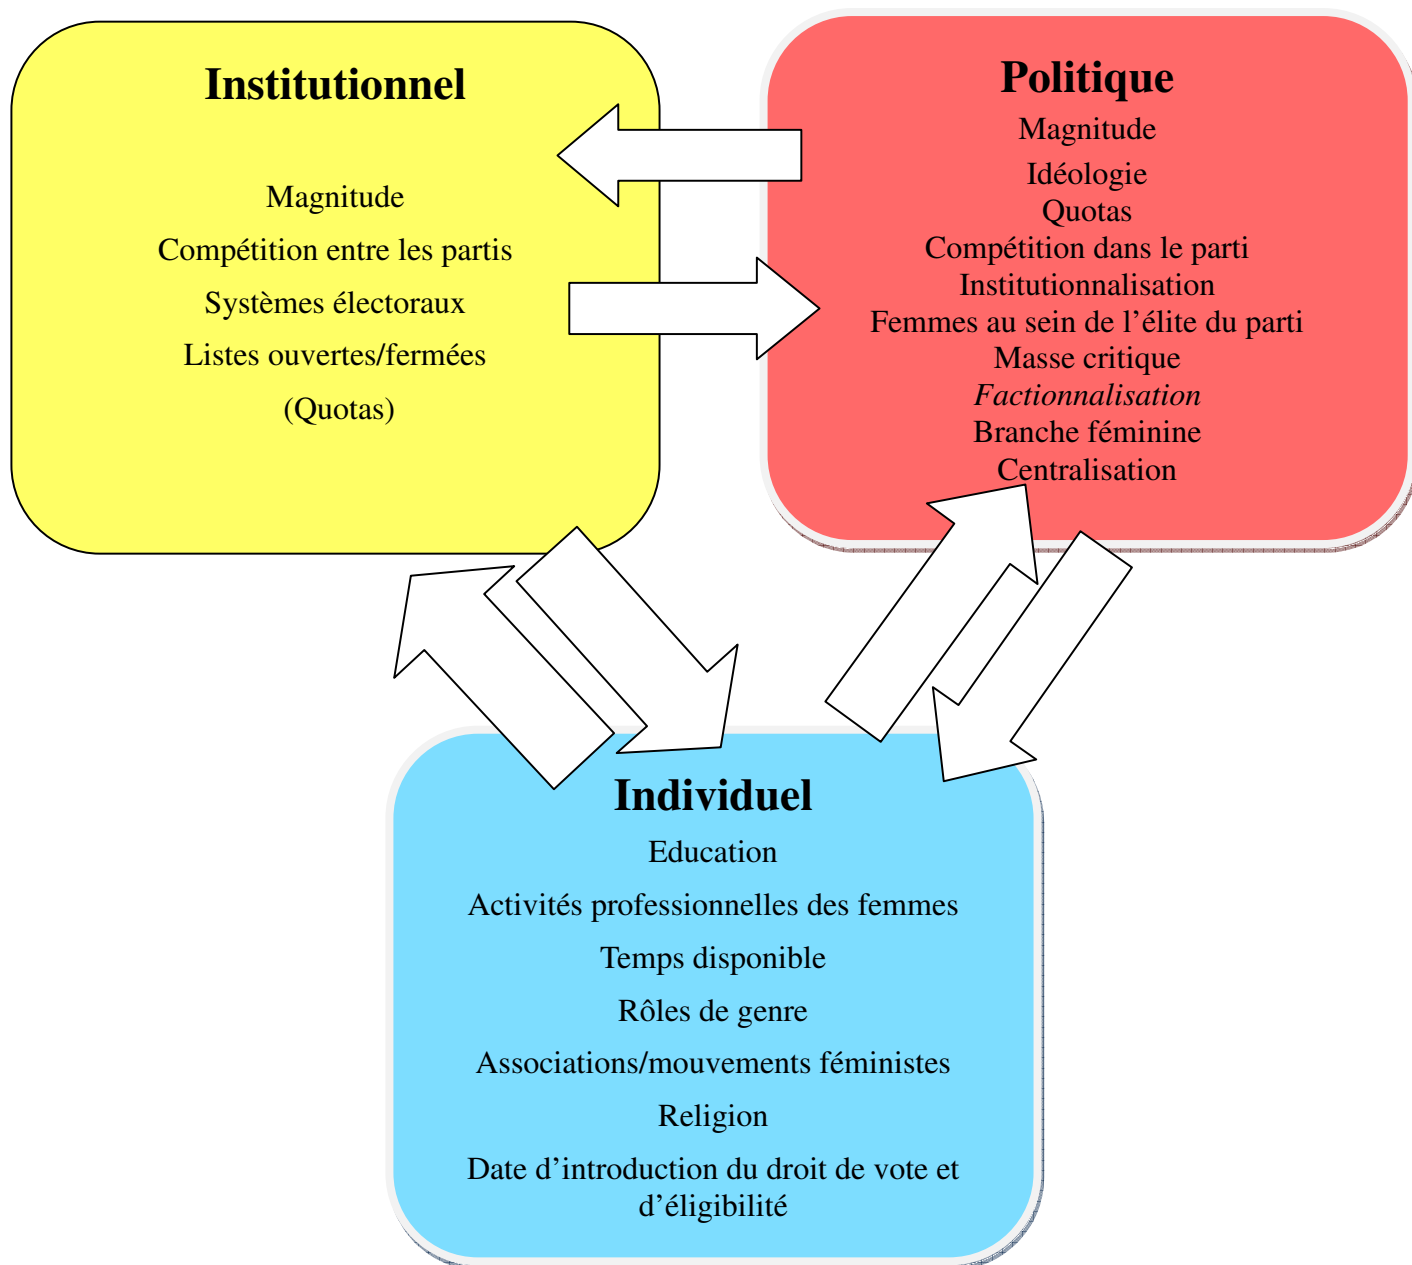 Institutionnel
Magnitude
Compétition entre les partis
Systèmes électoraux
Listes ouvertes/fermées
(Quotas)
Politique
Magnitude
Idéologie
Quotas
Compétition dans le parti
Institutionnalisation
Femmes au sein de l’élite du parti
Masse critique
Factionnalisation
Branche féminine
Centralisation
Individuel
Education
Activités professionnelles des femmes
Temps disponible
Rôles de genre
Associations/mouvements féministes
Religion
Date d’introduction du droit de vote et
d’éligibilité